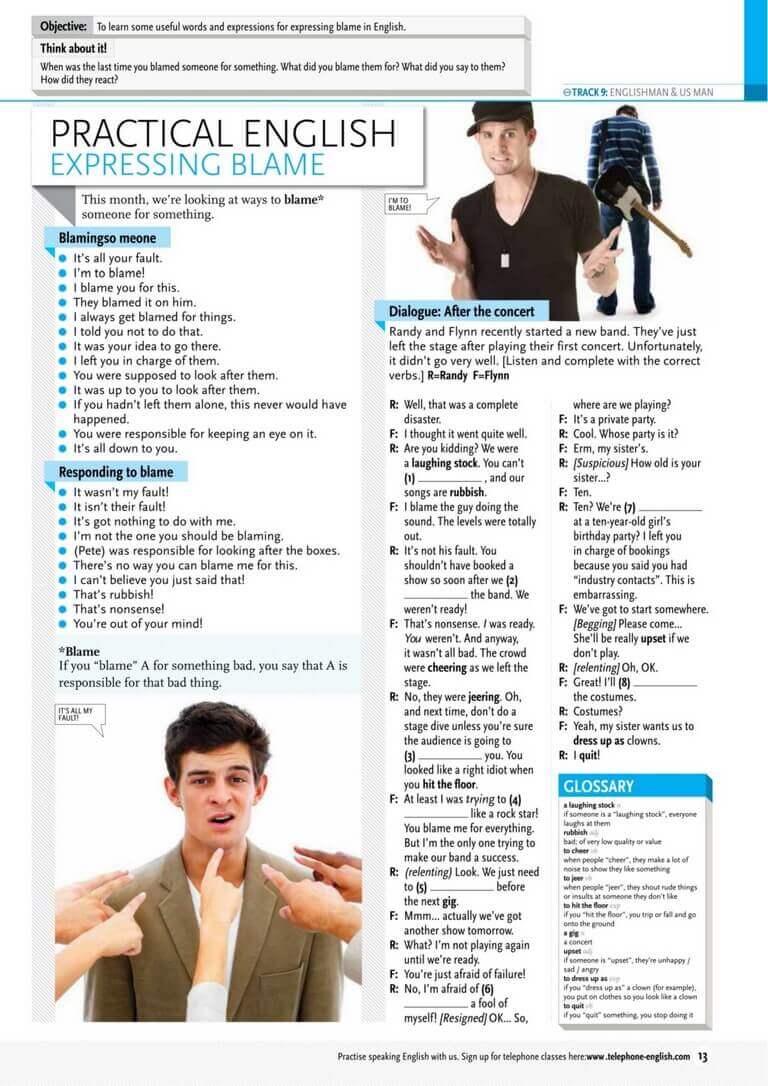 Objective: To learn some useful words and expressions for expressing blame in English.
Think about it!
When was the last time you blamed someone for something. What did you blame them for? What did you say to them?
How did they react?
TRACK 9: ENGLISHMAN & US MAN
PRACTICAL ENGLISH
EXPRESSING BLAME
This month, we're looking at ways to blame*
someone for something.
Blamingso meone
It's all your fault.
I'm to blame!
I blame you for this.
They blamed it on him.
I always get blamed for things.
I told you not to do that.
It was your idea to go there.
I left you in charge of them.
You were supposed to look after them.
It was up to you to look after them.
If you hadn't left them alone, this never would have
happened.
You were responsible for keeping an eye on it.
It's all down to you.
Responding to blame
It wasn't my fault!
It isn't their fault!
It's got nothing to do with me.
I'm not the one you should be blaming.
(Pete) was responsible for looking after the boxes.
There's no way you can blame me for this.
I can't believe you just said that!
That's rubbish!
That's nonsense!
You're out of your mind!
*Blame
If you "blame" A for something bad, you say that A is
responsible for that bad thing.
IT'S ALL MY
FAULT!
I'M TO
BLAME!
Dialogue: After the concert
Randy and Flynn recently started a new band. They've just
left the stage after playing their first concert. Unfortunately,
it didn't go very well. [Listen and complete with the correct
verbs.] R=Randy F=Flynn
R: Well, that was a complete
disaster.
F: I thought it went quite well.
R: Are you kidding? We were
a laughing stock. You can't
(1) __________ , and our
songs are rubbish.
F: I blame the guy doing the
sound. The levels were totally
out.
R: It's not his fault. You
shouldn't have booked a
show so soon after we (2)
__________ the band. We
weren't ready!
F: That's nonsense. I was ready.
You weren't. And anyway,
it wasn't all bad. The crowd
were cheering as we left the
stage.
R: No, they were jeering. Oh,
and next time, don't do a
stage dive unless you're sure
the audience is going to
(3) __________ you. You
looked like a right idiot when
you hit the floor.
F: At least I was trying to (4)
__________ like a rock star!
You blame me for everything.
But I'm the only one trying to
make our band a success.
R: (relenting) Look. We just need
to (5) __________ before
the next gig.
F: Mmm... actually we've got
another show tomorrow.
R: What? I'm not playing again
until we're ready.
F: You're just afraid of failure!
R: No, I'm afraid of (6)
__________ a fool of
myself! [Resigned] OK... So,
where are we playing?
F: It's a private party.
R: Cool. Whose party is it?
F: Erm, my sister's.
R: [Suspicious] How old is your
sister...?
F: Ten.
R: Ten? We're (7) __________
at a ten-year-old girl's
birthday party? I left you
in charge of bookings
because you said you had
"industry contacts". This is
embarrassing.
F: We've got to start somewhere.
[Begging] Please come...
She'll be really upset if we
don't play.
R: [relenting] Oh, OK.
F: Great! I'll (8) __________
the costumes.
R: Costumes?
F: Yeah, my sister wants us to
dress up as clowns.
R: I quit!
GLOSSARY
a laughing stock n
if someone is a "laughing stock", everyone
laughs at them
rubbish adj
bad; of very low quality or value
to cheer vb
when people "cheer", they make a lot of
noise to show they like something
to jeer vb
when people "jeer", they shout rude things
or insults at someone they don't like
to hit the floor exp
if you "hit the floor", you trip or fall and go
onto the ground
a gig n
a concert
upset adj
if someone is "upset", they're unhappy /
sad / angry
to dress up as exp
if you "dress up as" a clown (for example),
you put on clothes so you look like a clown
to quit vb
if you "quit" something, you stop doing it
Practise speaking English with us. Sign up for telephone classes here:www.telephone-english.com 13